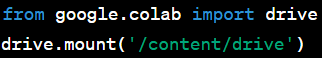 from google.colab import drive
drive.mount('/content/drive')